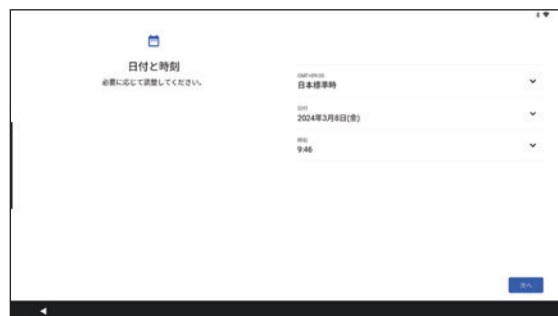 日付と時刻
必要に応じて調整してください。
GMT+09:00
日本標準時
日付
2024年3月8日(金)
時刻
9:46
次へ